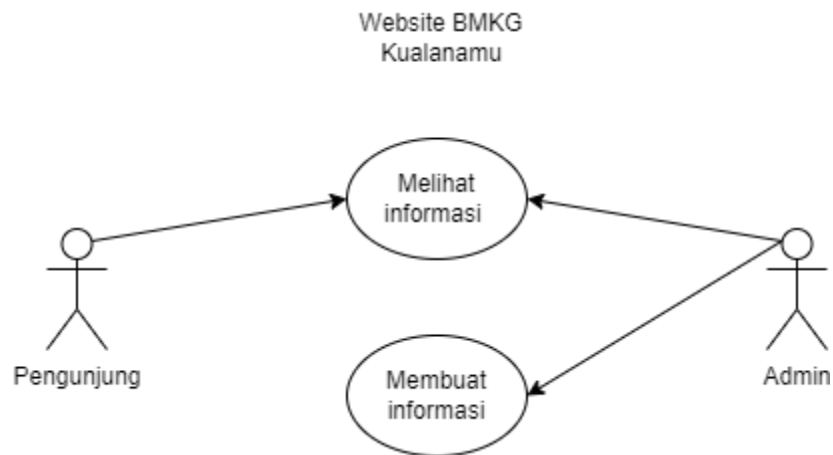 Website BMKG
Kualanamu
Melihat
informasi
Pengunjung
Admin
Membuat
informasi